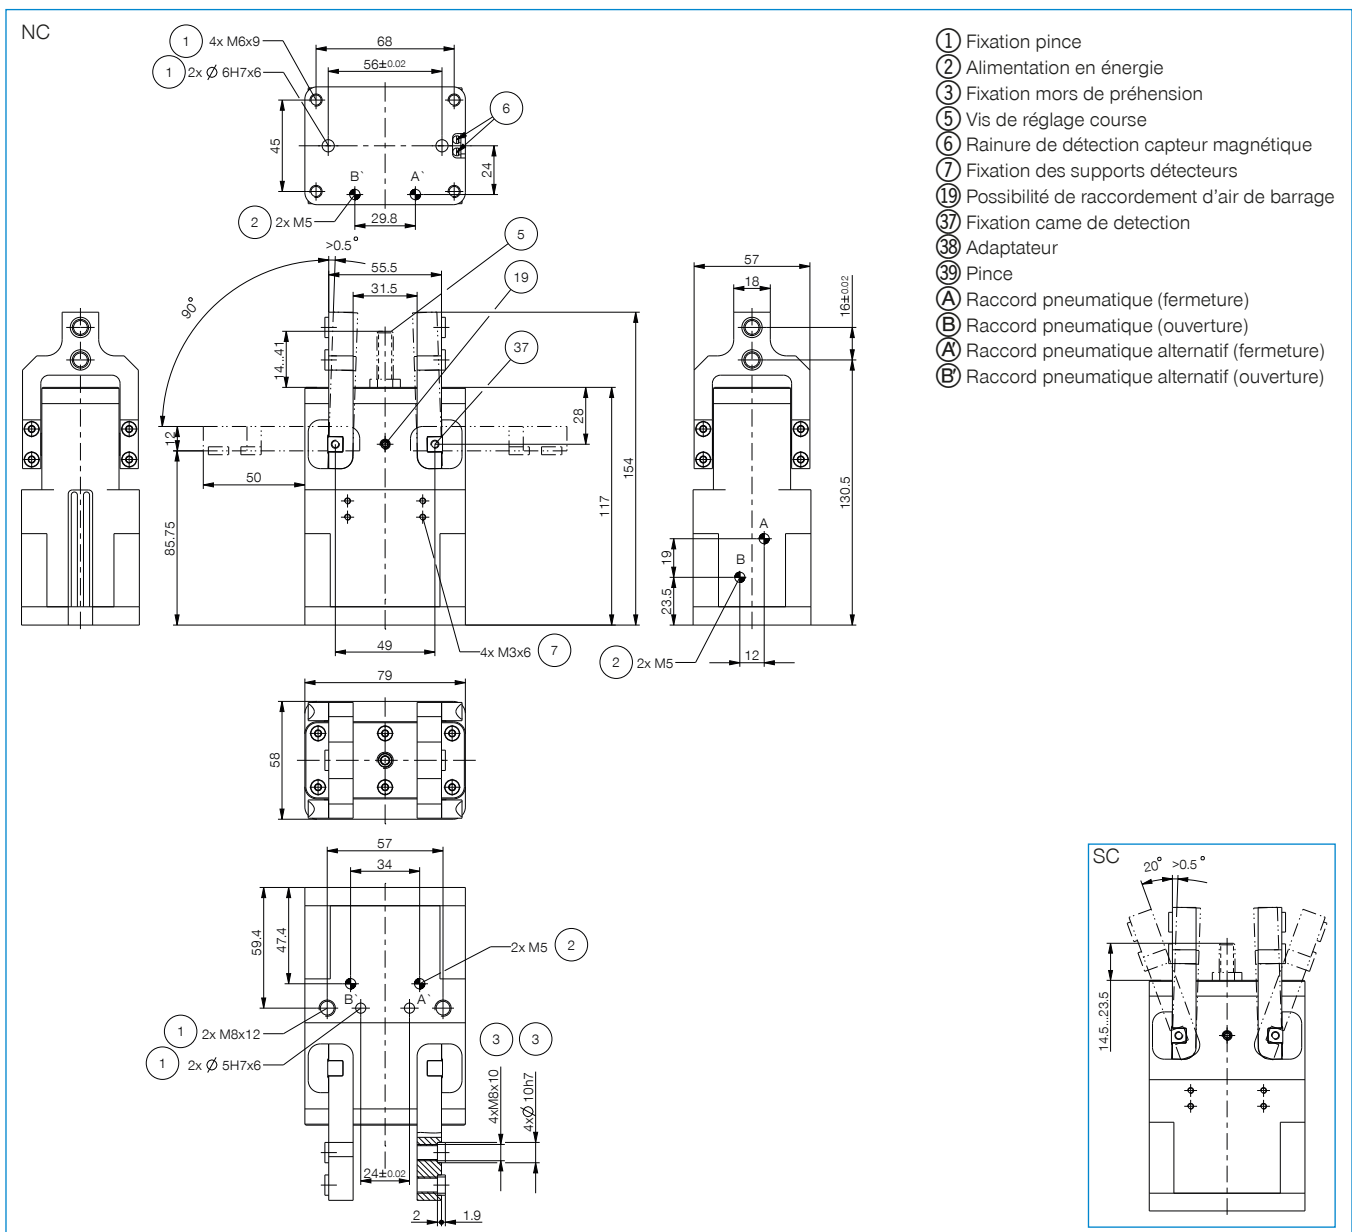 NC
1 4x M6x9
1 2x Ø 6H7x6
68
56±0.02
45
6
24
B` A`
2 2x M5
29.8
1 Fixation pince
2 Alimentation en énergie
3 Fixation mors de préhension
5 Vis de réglage course
6 Rainure de détection capteur magnétique
7 Fixation des supports détecteurs
19 Possibilité de raccordement d'air de barrage
37 Fixation came de detection
38 Adaptateur
39 Pince
A Raccord pneumatique (fermeture)
B Raccord pneumatique (ouverture)
A' Raccord pneumatique alternatif (fermeture)
B' Raccord pneumatique alternatif (ouverture)
>0.5°
55.5
31.5
90°
14...41
5
19
37
12
50
85.75
28
117
154
49
4x M3x6 7
57
18
16±0.02
130.5
A
B
19
23.5
12
2 2x M5
79
58
57
34
59.4
47.4
2x M5 2
B` A`
1 2x M8x12
1 2x Ø 5H7x6
3 3
4xM8x10
4xØ 10h7
24±0.02
2 1.9
SC
20° >0.5°
14.5...23.5